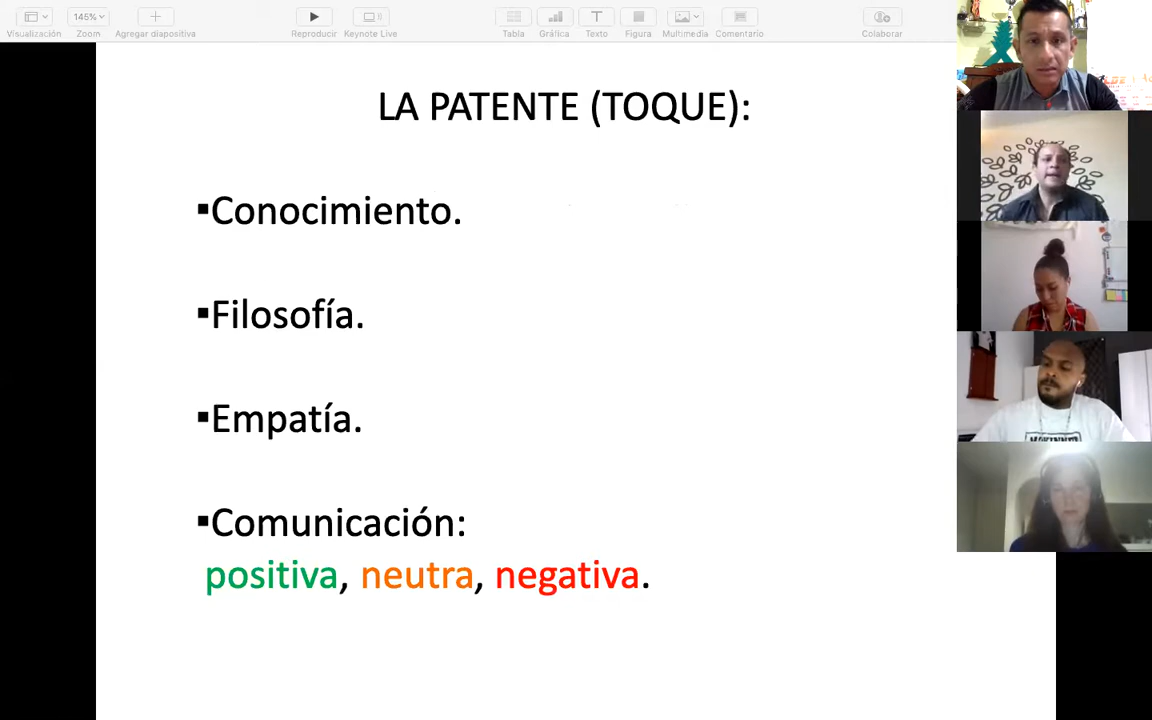 Visualización
145%
Zoom
Agregar diapositiva
Reproducir
Keynote Live
Tabla
Gráfica
Texto
Figura
Multimedia
Comentario
Colaborar
LA PATENTE (TOQUE):
▪Conocimiento.
▪Filosofía.
▪Empatía.
▪Comunicación:
positiva, neutra, negativa.